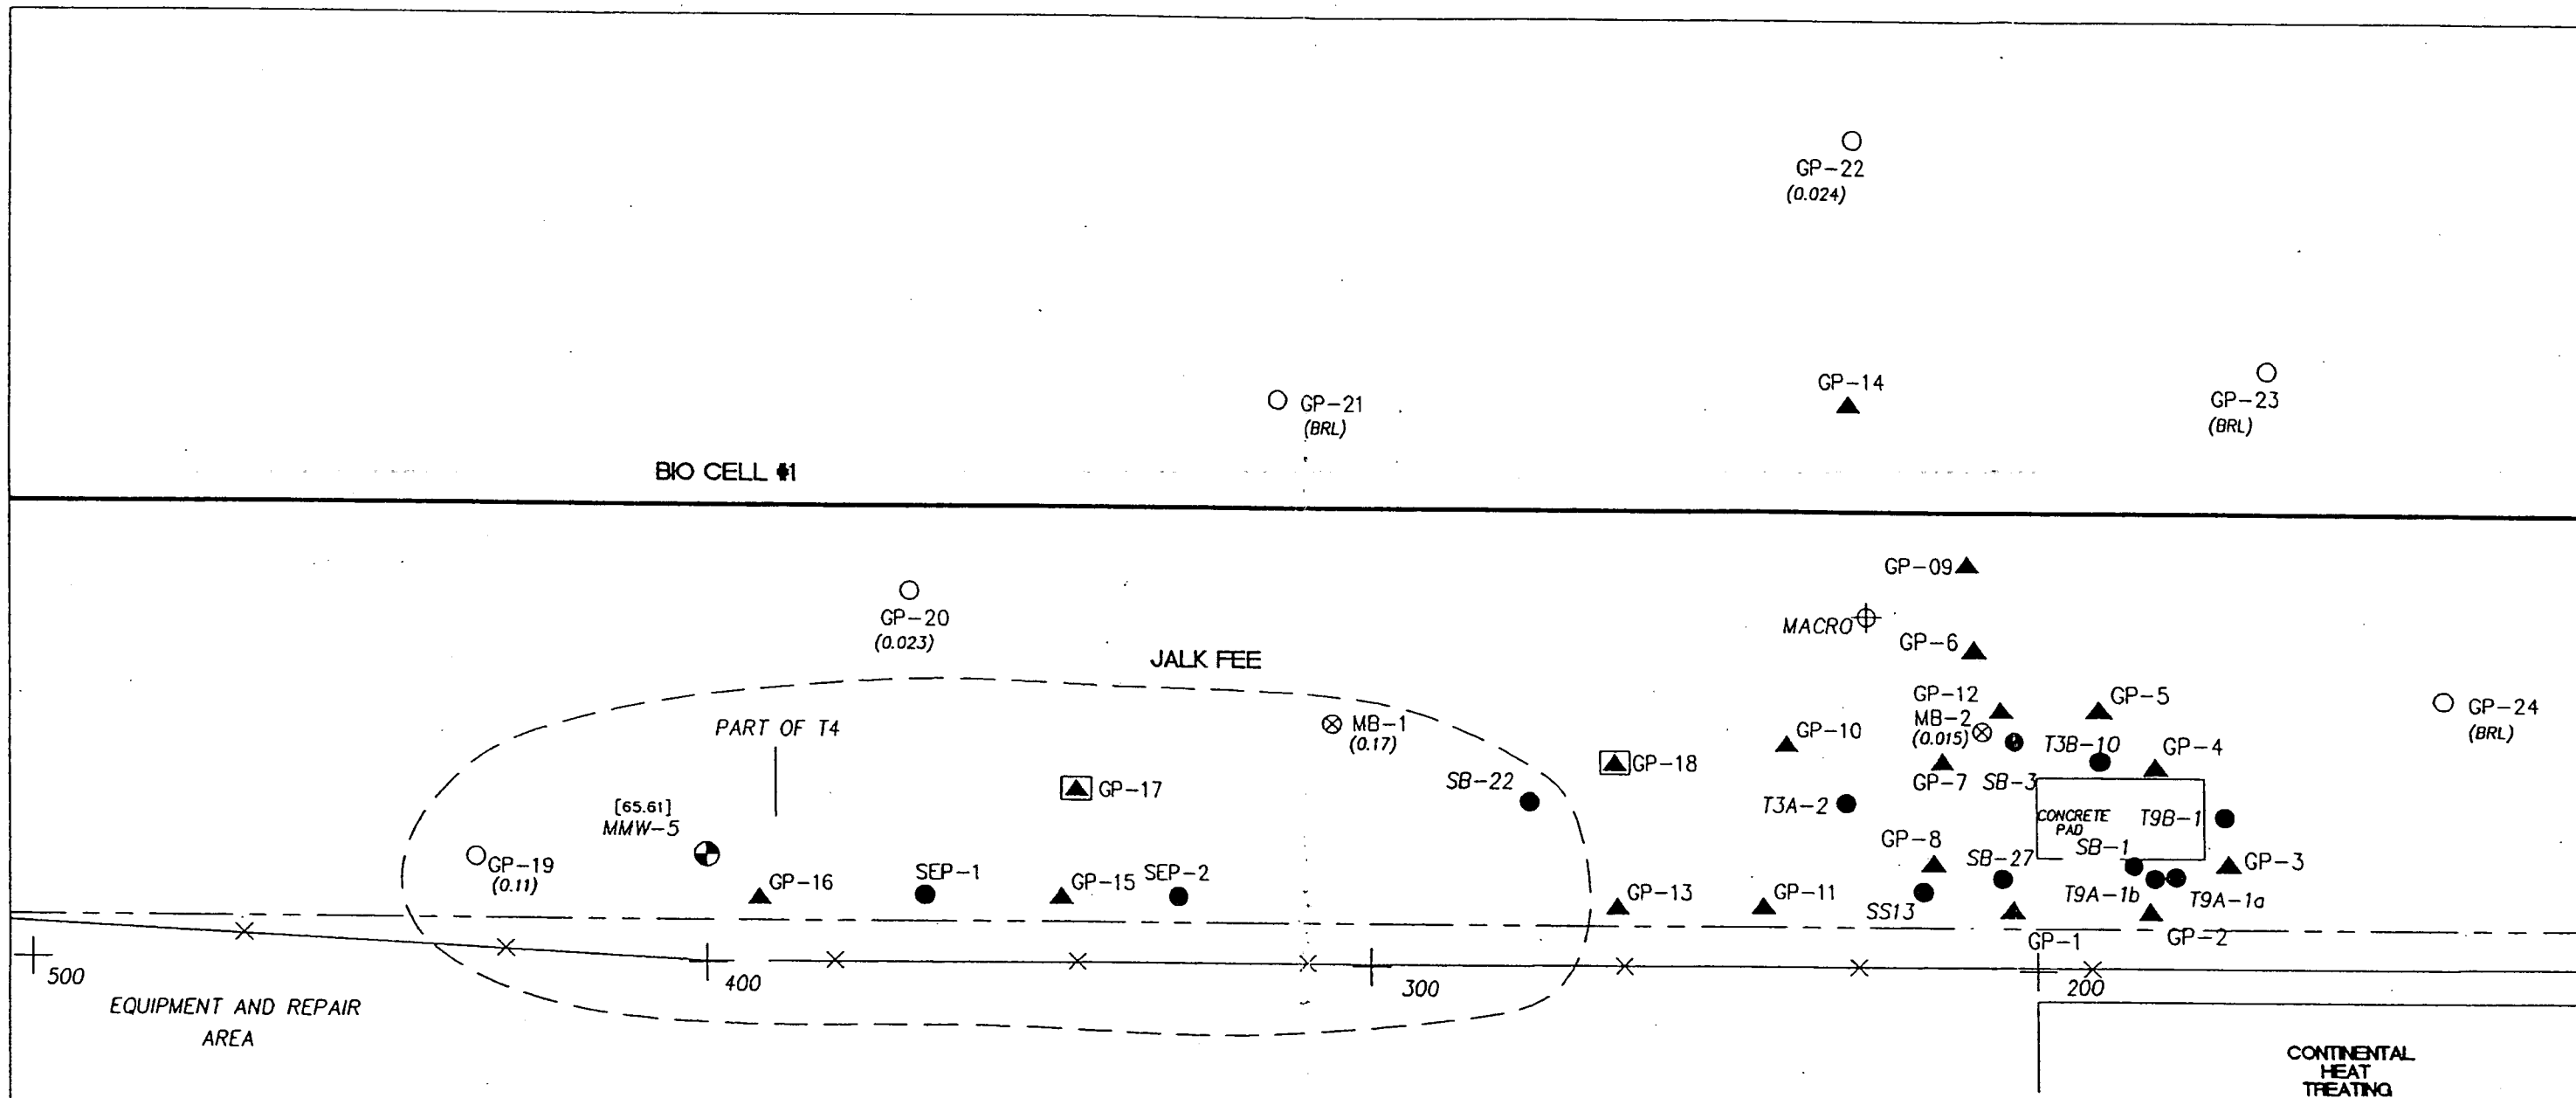 GP-22
(0.024)
GP-14
GP-23
(BRL)
GP-21
(BRL)
BIO CELL #1
GP-09
GP-20
(0.023)
MACRO
GP-6
JALK FEE
GP-12
GP-5
GP-24
(BRL)
MB-2
(0.015)
PART OF T4
MB-1
(0.17)
GP-10
T3B-10
GP-4
GP-18
GP-7
SB-3
GP-17
SB-22
[65.61]
MMW-5
T3A-2
CONCRETE
PAD
T9B-1
GP-19
(0.11)
GP-8
SB-27
SB-1
GP-3
GP-16
SEP-1
GP-15
SEP-2
GP-13
GP-11
SS13
T9A-1b
T9A-1a
GP-1
GP-2
500
400
300
200
EQUIPMENT AND REPAIR
AREA
CONTINENTAL
HEAT
TREATING